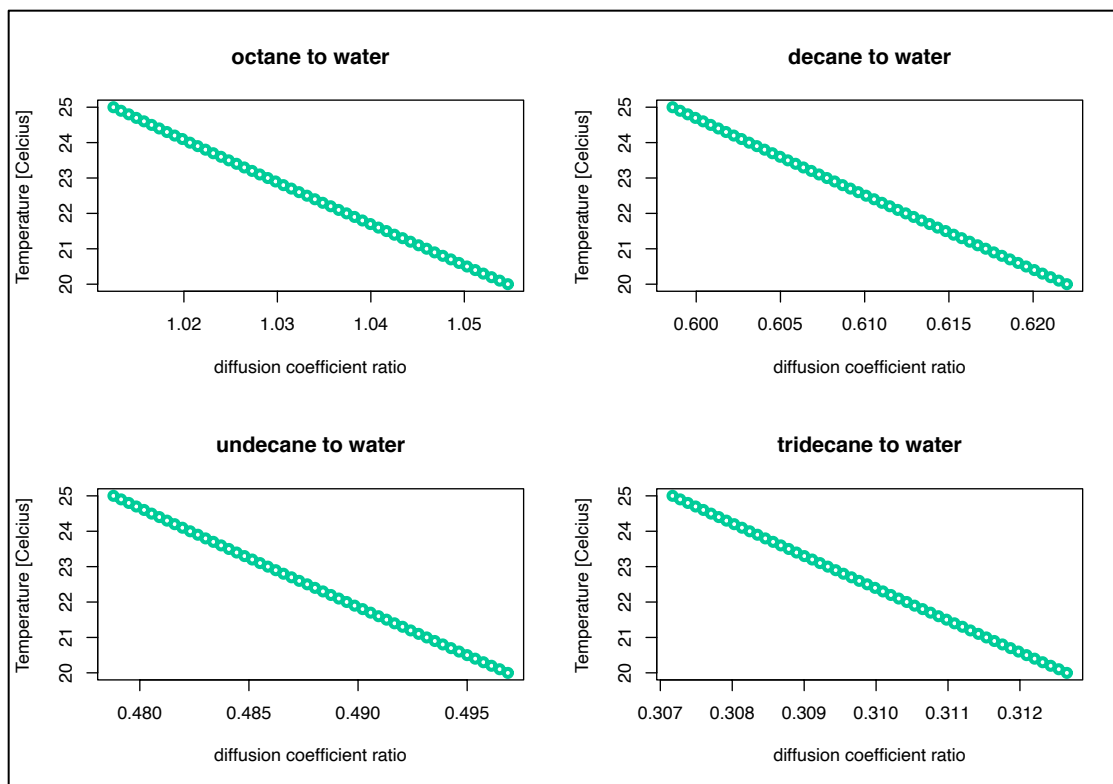 octane to water
Temperature [Celcius]
25
24
23
22
21
20
1.02 1.03 1.04 1.05
diffusion coefficient ratio
decane to water
Temperature [Celcius]
25
24
23
22
21
20
0.600 0.605 0.610 0.615 0.620
diffusion coefficient ratio
undecane to water
Temperature [Celcius]
25
24
23
22
21
20
0.480 0.485 0.490 0.495
diffusion coefficient ratio
tridecane to water
Temperature [Celcius]
25
24
23
22
21
20
0.307 0.308 0.309 0.310 0.311 0.312
diffusion coefficient ratio